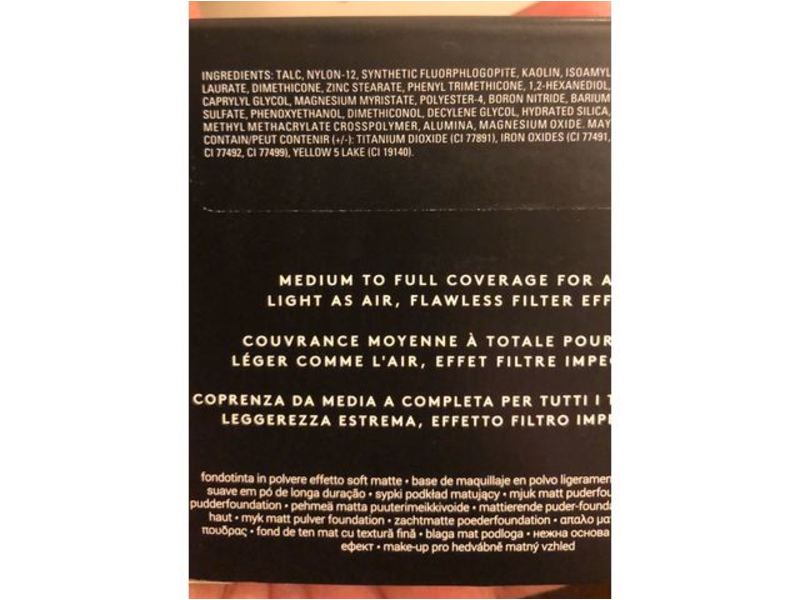 INGREDIENTS: TALC, NYLON-12, SYNTHETIC FLUORPHLOGOPITE, KAOLIN, ISOAMYL
LAURATE, DIMETHICONE, ZINC STEARATE, PHENYL TRIMETHICONE, 1,2-HEXANEDIOL,
CAPRYLYL GLYCOL, MAGNESIUM MYRISTATE, POLYESTER-4, BORON NITRIDE, BARIUM
SULFATE, PHENOXYETHANOL, DIMETHICONOL, DECYLENE GLYCOL, HYDRATED SILICA,
METHYL METHACRYLATE CROSSPOLYMER, ALUMINA, MAGNESIUM OXIDE. MAY
CONTAIN/PEUT CONTENIR (+/-): TITANIUM DIOXIDE (CI 77891), IRON OXIDES (CI 77491,
CI 77492, CI 77499), YELLOW 5 LAKE (CI 19140).
MEDIUM TO FULL COVERAGE FOR A
LIGHT AS AIR, FLAWLESS FILTER EFF
COUVRANCE MOYENNE À TOTALE POUR
LÉGER COMME L'AIR, EFFET FILTRE IMPEC
COPRENZA DA MEDIA A COMPLETA PER TUTTI I T
LEGGEREZZA ESTREMA, EFFETTO FILTRO IMP
fondotinta in polvere effetto soft matte • base de maquillaje en polvo ligeramen
suave em pó de longa duração • sypki podkład matujący • mjuk matt puderfou
pudderfoundation • pehmeä matta puuterimeikkivoide • mattierende puder-founda
haut • myk matt pulver foundation • zachtmatte poederfoundation • απαλο μα
πουδρας • fond de ten mat cu textură fină • blaga mat podloga • нежна основа
ефект • make-up pro hedvábně matný vzhled